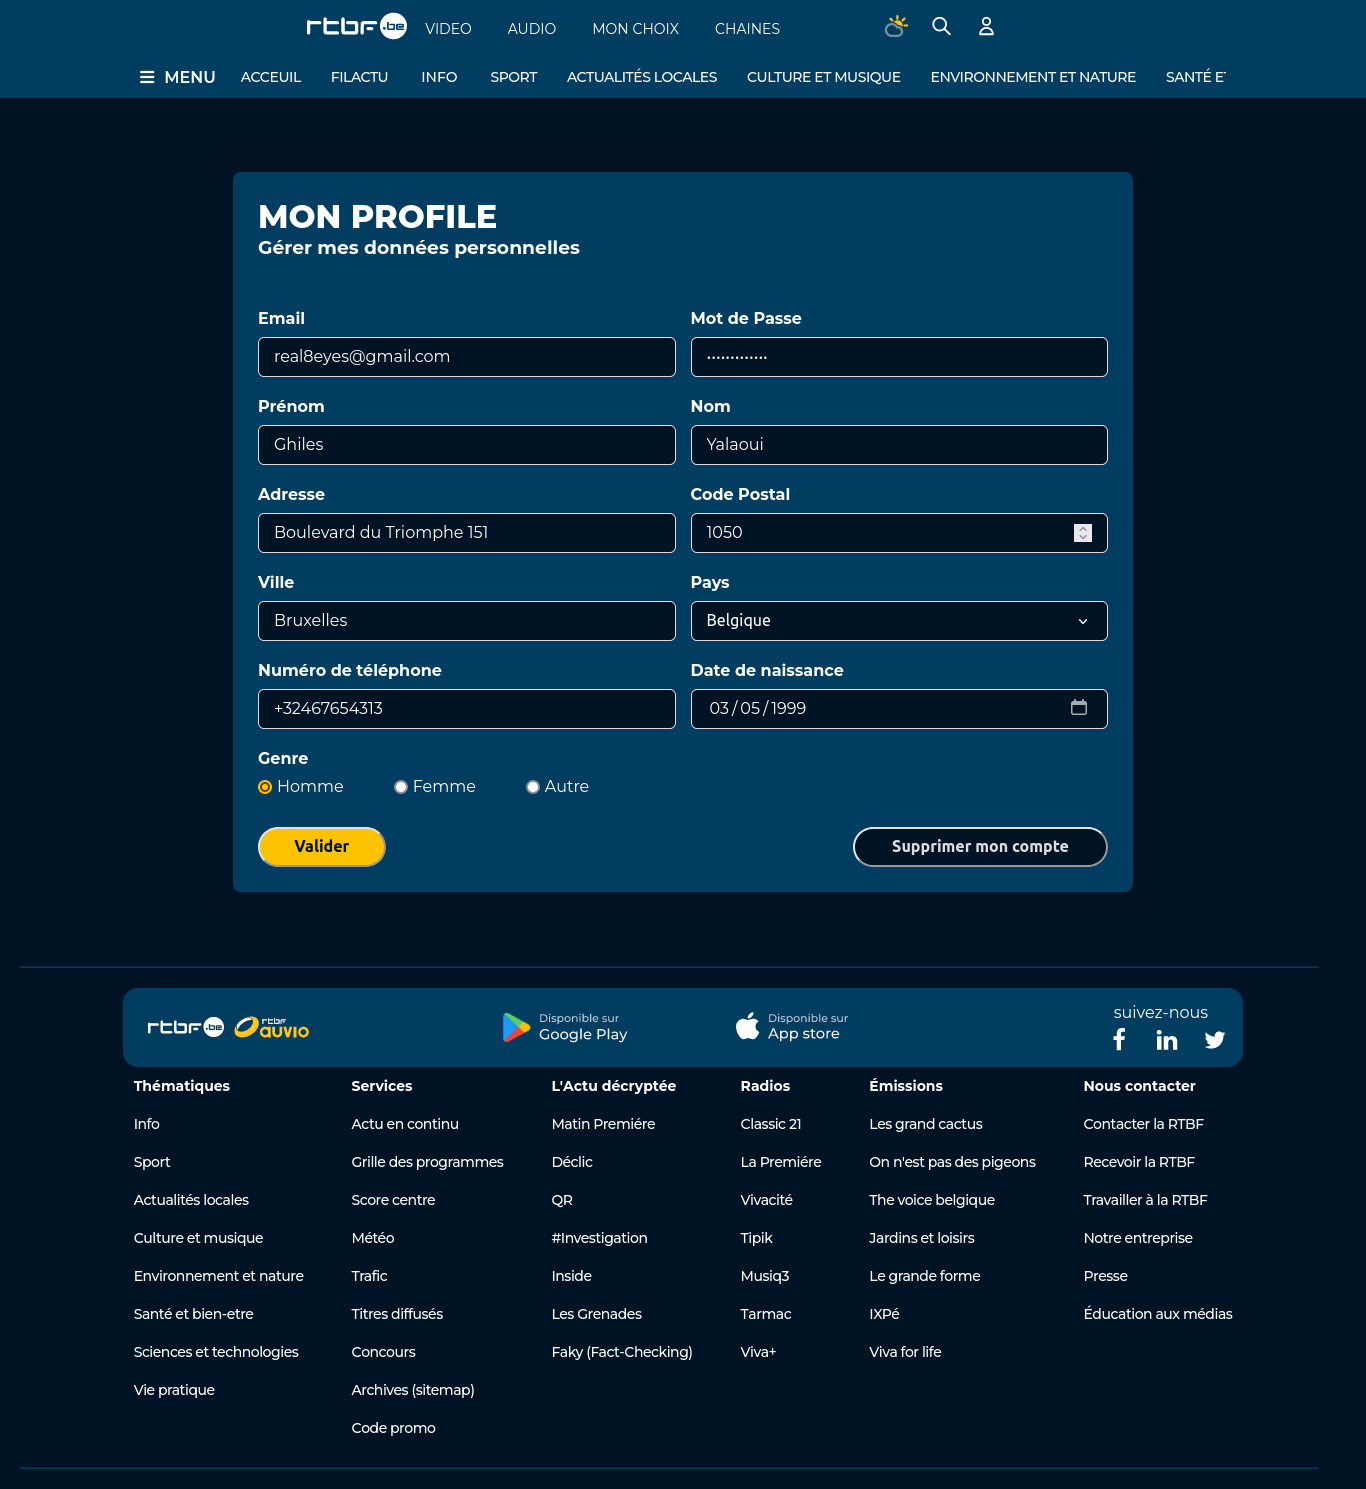 rtbf .be VIDEO AUDIO MON CHOIX CHAINES
MENU ACCEUIL FILACTU INFO SPORT ACTUALITÉS LOCALES CULTURE ET MUSIQUE ENVIRONNEMENT ET NATURE SANTÉ ET
MON PROFILE
Gérer mes données personnelles
Email Mot de Passe
real8eyes@gmail.com •••••••••••••
Prénom Nom
Ghiles Yalaoui
Adresse Code Postal
Boulevard du Triomphe 151 1050
Ville Pays
Bruxelles Belgique
Numéro de téléphone Date de naissance
+32467654313 03/05/1999
Genre
Homme Femme Autre
Valider Supprimer mon compte
rtbf .be rtbf auvio Disponible sur Google Play Disponible sur App store suivez-nous
Thématiques Services L'Actu décryptée Radios Émissions Nous contacter
Info Actu en continu Matin Premiére Classic 21 Les grand cactus Contacter la RTBF
Sport Grille des programmes Déclic La Premiére On n'est pas des pigeons Recevoir la RTBF
Actualités locales Score centre QR Vivacité The voice belgique Travailler à la RTBF
Culture et musique Météo #Investigation Tipik Jardins et loisirs Notre entreprise
Environnement et nature Trafic Inside Musiq3 Le grande forme Presse
Santé et bien-etre Titres diffusés Les Grenades Tarmac IXPé Éducation aux médias
Sciences et technologies Concours Faky (Fact-Checking) Viva+ Viva for life
Vie pratique Archives (sitemap)
Code promo